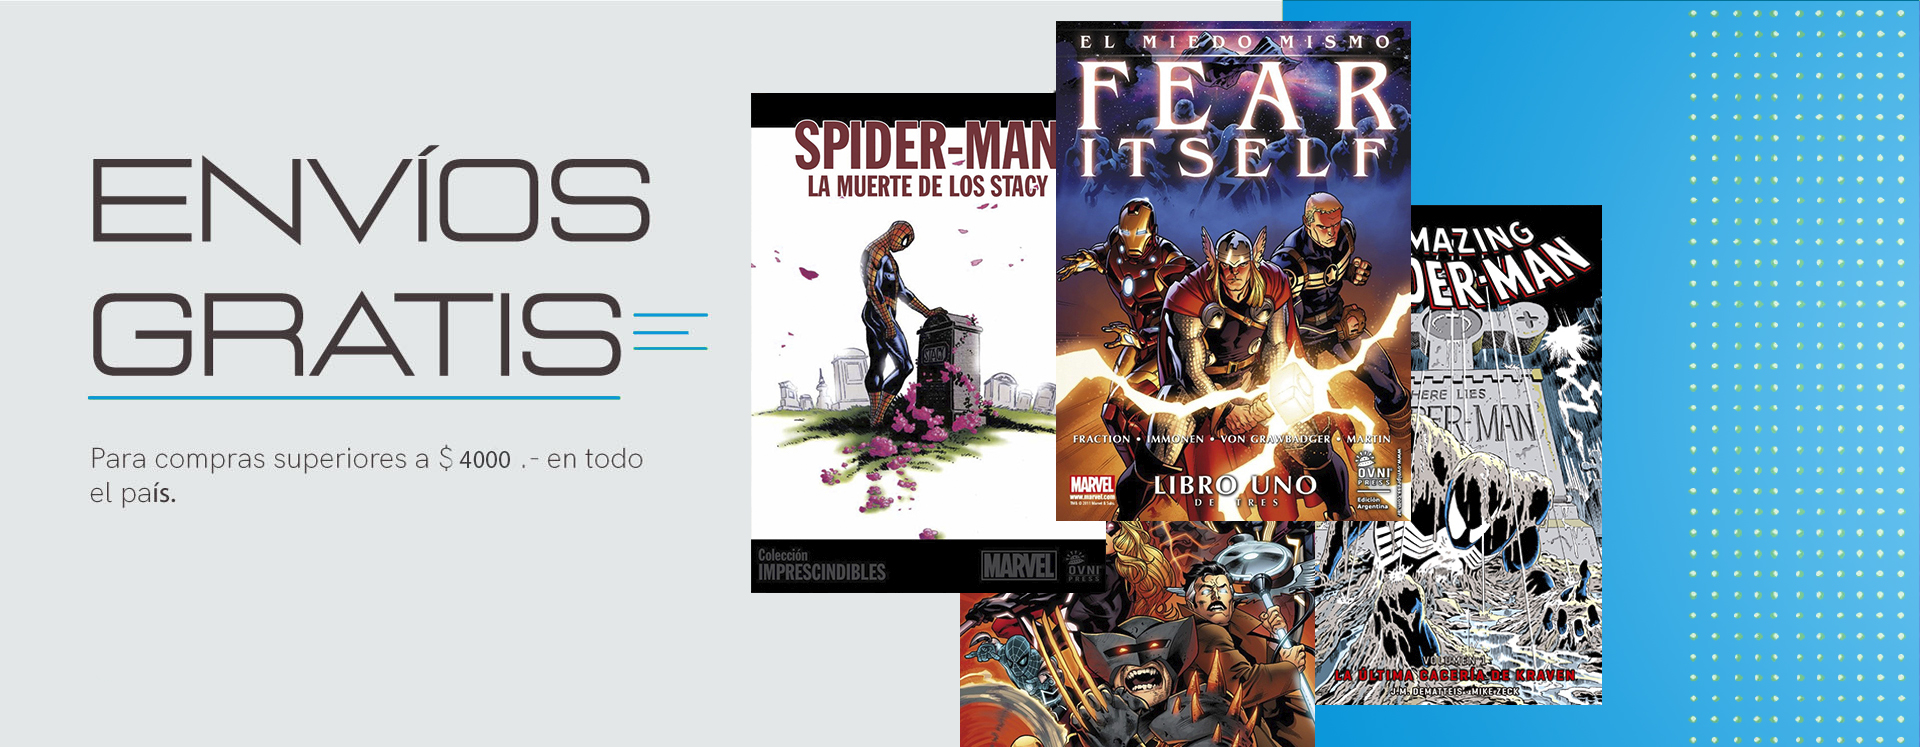 ENVÍOS
GRATIS
Para compras superiores a $ 4000 .- en todo
el país.
SPIDER-MAN
LA MUERTE DE LOS STACY
STACY
Colección
IMPRESCINDIBLES
MARVEL
OVNI
PRESS
EL MIEDO MISMO
FEAR
ITSELF
FRACTION • IMMONEN • VON GRAWBADGER • MARTIN
MARVEL
www.marvel.com
LIBRO UNO
DE TRES
OVNI
PRESS
Edición
Argentina
MAZING
DER-MAN
HERE LIES
DER-MAN
VOLUMEN 1
LA ÚLTIMA CACERÍA DE KRAVEN
J.M. DEMATTEIS MIKE ZECK